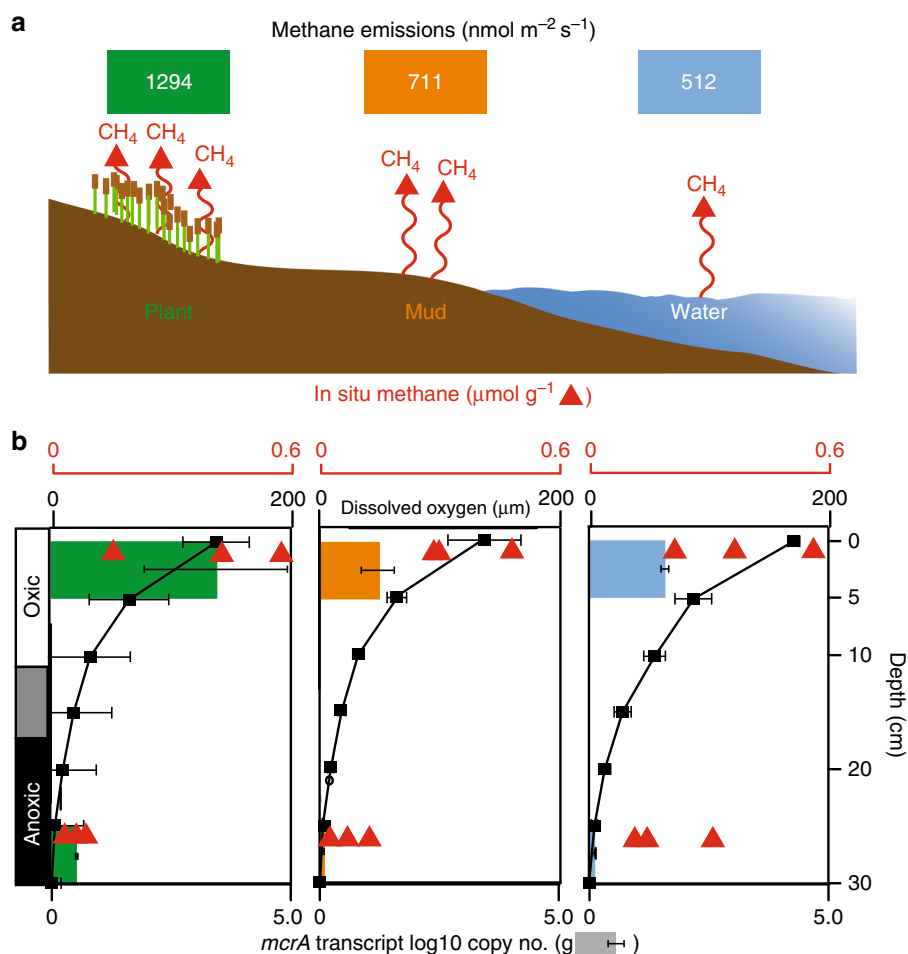 a
Methane emissions (nmol m⁻² s⁻¹)
1294 711 512
CH₄ CH₄ CH₄ CH₄ CH₄ CH₄
Plant Mud Water
In situ methane (μmol g⁻¹ )
b
0 0.6 0 0.6 0 0.6
0 200 0 Dissolved oxygen (μm) 200 0 200
Oxic
Anoxic
0
5
10
15
20
20
30
Depth (cm)
0 5.0 0 5.0 0 5.0
mcrA transcript log10 copy no. (g )